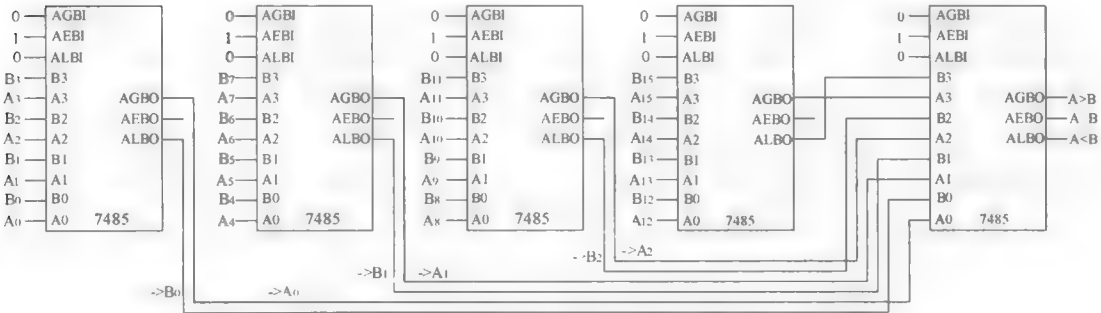 0 AGBI
1 AEBI
0 ALBI
B3 B3
A3 A3 AGBO
B2 B2 AEBO
A2 A2 ALBO
B1 B1
A1 A1
B0 B0
A0 A0 7485
0 AGBI
1 AEBI
0 ALBI
B7 B3
A7 A3 AGBO
B6 B2 AEBO
A6 A2 ALBO
B5 B1
A5 A1
B4 B0
A4 A0 7485
0 AGBI
1 AEBI
0 ALBI
B11 B3
A11 A3 AGBO
B10 B2 AEBO
A10 A2 ALBO
B9 B1
A9 A1
B8 B0
A8 A0 7485
0 AGBI
1 AEBI
0 ALBI
B15 B3
A15 A3 AGBO
B14 B2 AEBO
A14 A2 ALBO
B13 B1
A13 A1
B12 B0
A12 A0 7485
0 AGBI
1 AEBI
0 ALBI
B3
A3 AGBO A>B
B2 AEBO A B
A2 ALBO A<B
B1
A1
B0
A0 7485
->B2 ->A2
->B1 ->A1
->B0 ->A0